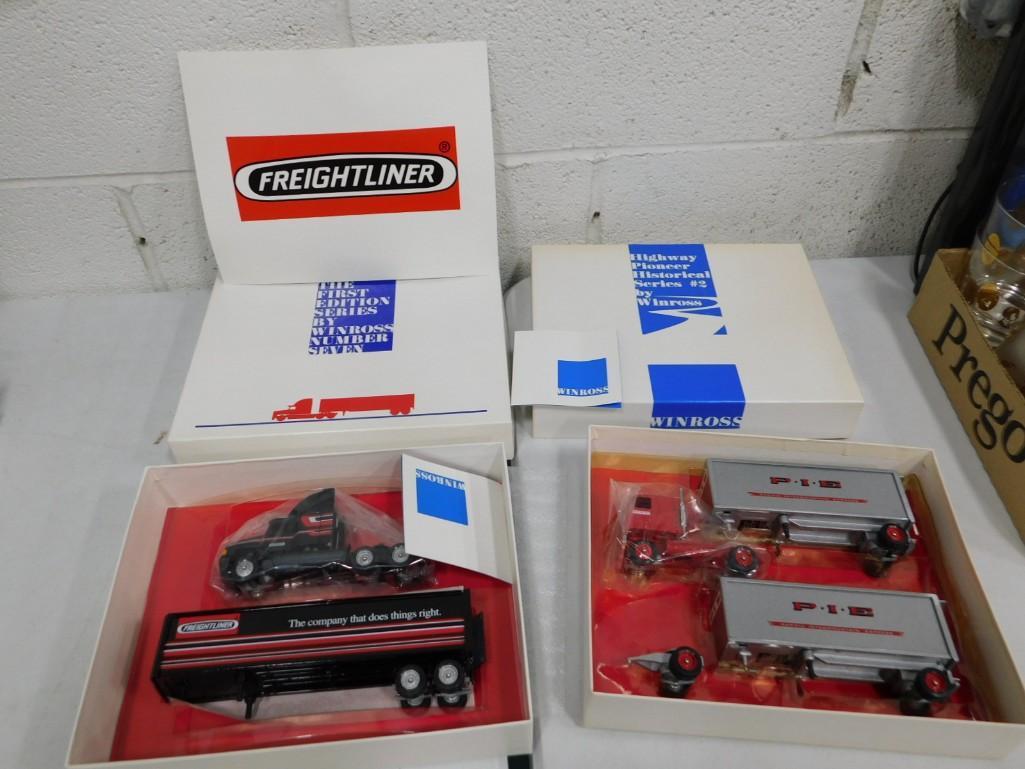 FREIGHTLINER ®
THE
FIRST
EDITION
SERIES
BY
WINROSS
NUMBER
SEVEN
Highway
Pioneer
Historical
Series #2
by
Winross
WINROSS
WINROSS
WINROSS
FREIGHTLINER
The company that does things right.
P·I·E
P·I·E
Prego